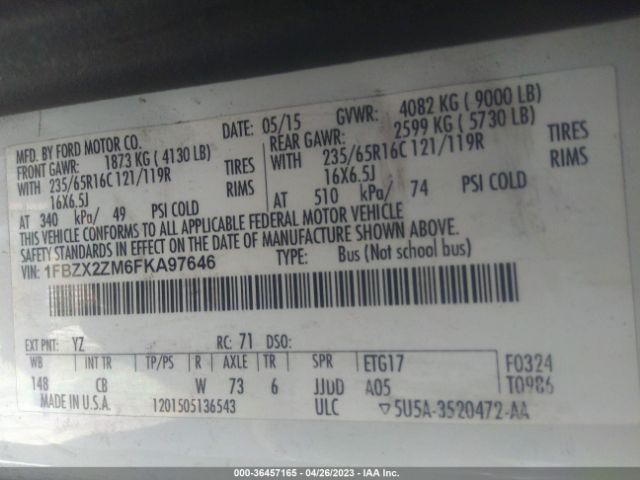 MFD. BY FORD MOTOR CO. DATE: 05/15 GVWR: 4082 KG ( 9000 LB)
FRONT GAWR: 1873 KG ( 4130 LB) REAR GAWR: 2599 KG ( 5730 LB)
WITH 235/65R16C 121/119R TIRES WITH 235/65R16C 121/119R TIRES
16X6.5J RIMS 16X6.5J RIMS
AT 340 kPa/ 49 PSI COLD AT 510 kPa/ 74 PSI COLD
THIS VEHICLE CONFORMS TO ALL APPLICABLE FEDERAL MOTOR VEHICLE
SAFETY STANDARDS IN EFFECT ON THE DATE OF MANUFACTURE SHOWN ABOVE.
VIN: 1FBZX2ZM6FKA97646 TYPE: Bus (Not school bus)
EXT PNT: YZ RC: 71 DSO:
WB INT TR TP/PS R AXLE TR SPR ETG17 F0324
148 CB W 73 6 JJDD A05 T0986
MADE IN U.S.A. 1201505136543 ULC ▽5U5A-3520472-AA
000-36457165 - 04/26/2023 - IAA Inc.